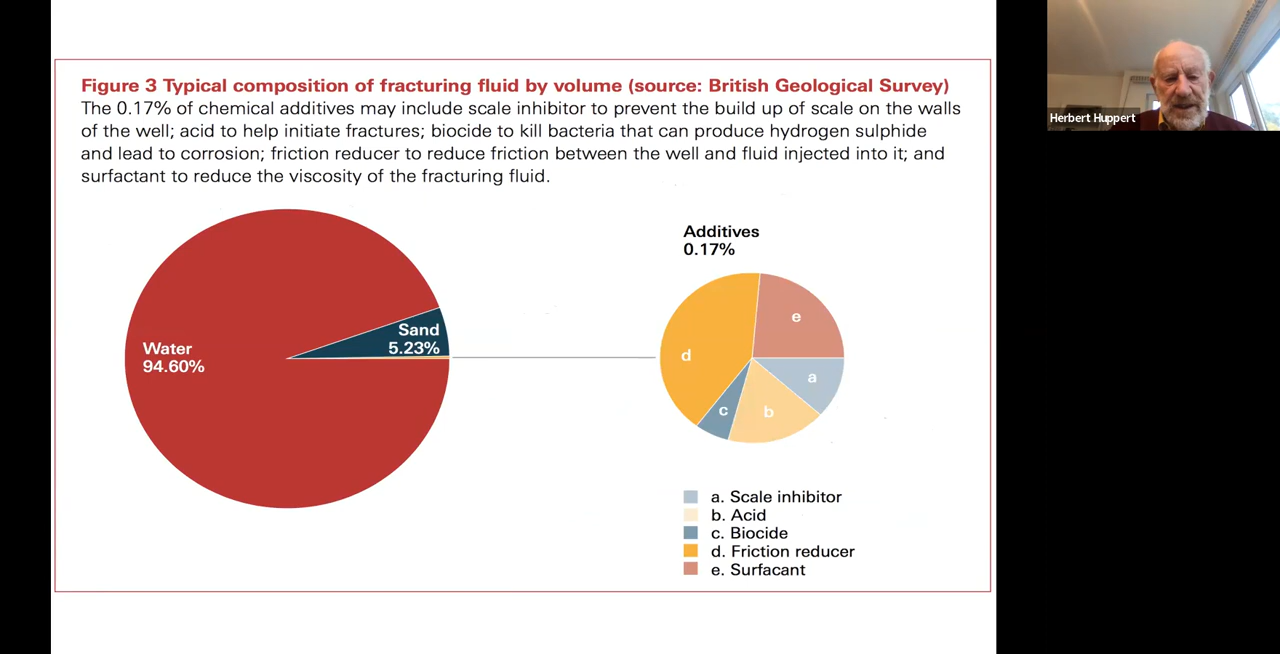 Figure 3 Typical composition of fracturing fluid by volume (source: British Geological Survey)
The 0.17% of chemical additives may include scale inhibitor to prevent the build up of scale on the walls
of the well; acid to help initiate fractures; biocide to kill bacteria that can produce hydrogen sulphide
and lead to corrosion; friction reducer to reduce friction between the well and fluid injected into it; and
surfactant to reduce the viscosity of the fracturing fluid.
Herbert Huppert
Water
94.60%
Sand
5.23%
Additives
0.17%
e
d
a
c
b
a. Scale inhibitor
b. Acid
c. Biocide
d. Friction reducer
e. Surfacant